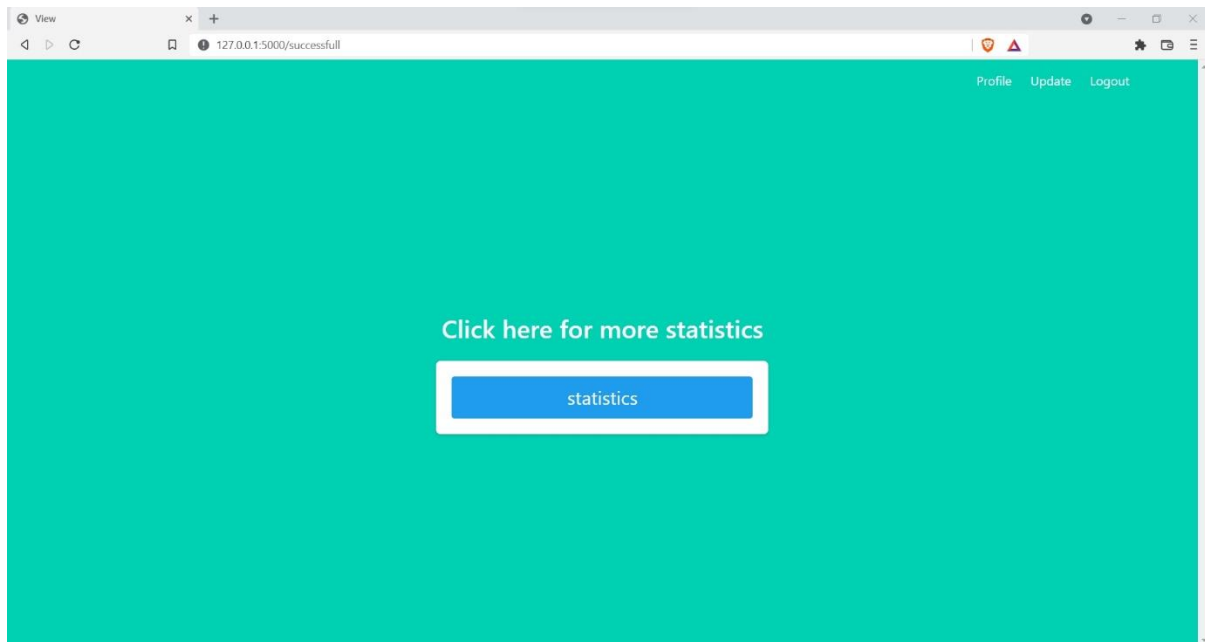 View
127.0.0.1:5000/successfull
Profile Update Logout
Click here for more statistics
statistics